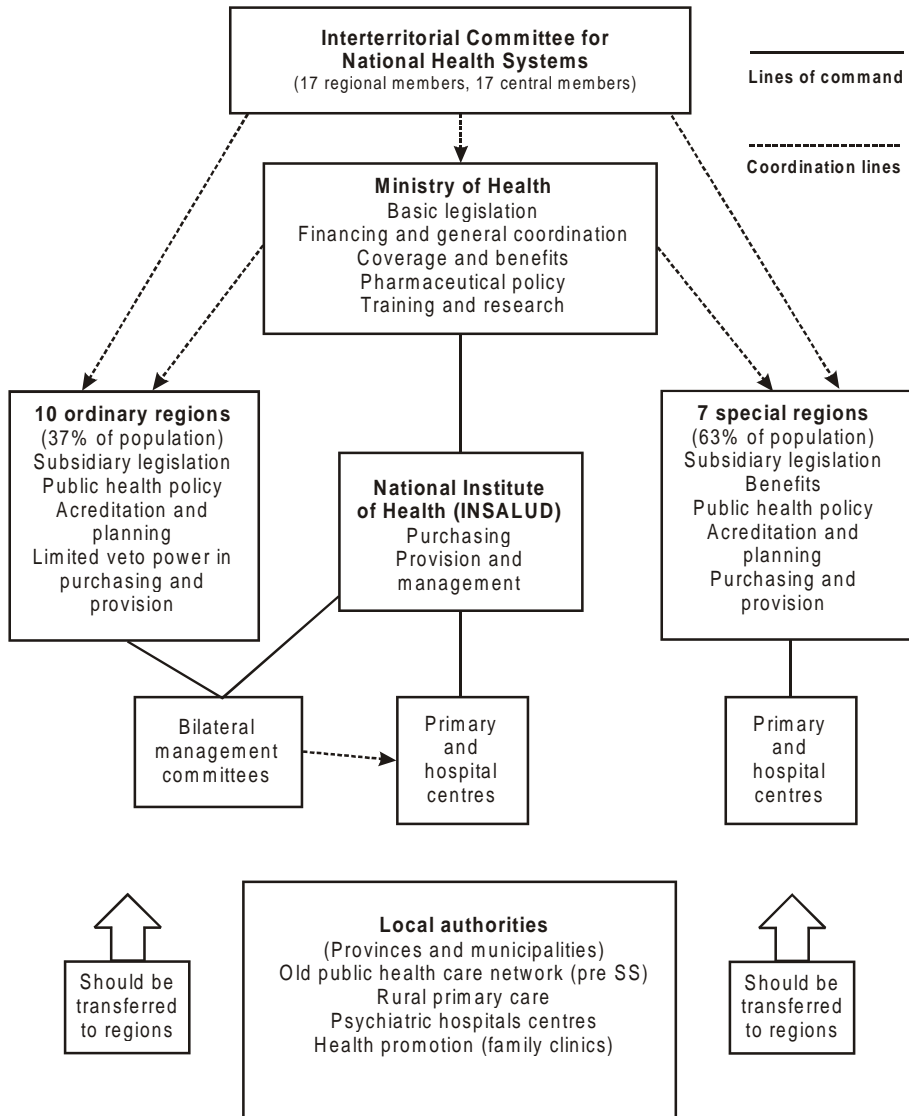 Interterritorial Committee for
National Health Systems
(17 regional members, 17 central members)
Lines of command
Coordination lines
Ministry of Health
Basic legislation
Financing and general coordination
Coverage and benefits
Pharmaceutical policy
Training and research
10 ordinary regions
(37% of population)
Subsidiary legislation
Public health policy
Acreditation and
planning
Limited veto power in
purchasing and
provision
National Institute
of Health (INSALUD)
Purchasing
Provision and
management
7 special regions
(63% of population)
Subsidiary legislation
Benefits
Public health policy
Acreditation and
planning
Purchasing and
provision
Bilateral
management
committees
Primary
and
hospital
centres
Primary
and
hospital
centres
Should be
transferred
to regions
Local authorities
(Provinces and municipalities)
Old public health care network (pre SS)
Rural primary care
Psychiatric hospitals centres
Health promotion (family clinics)
Should be
transferred
to regions